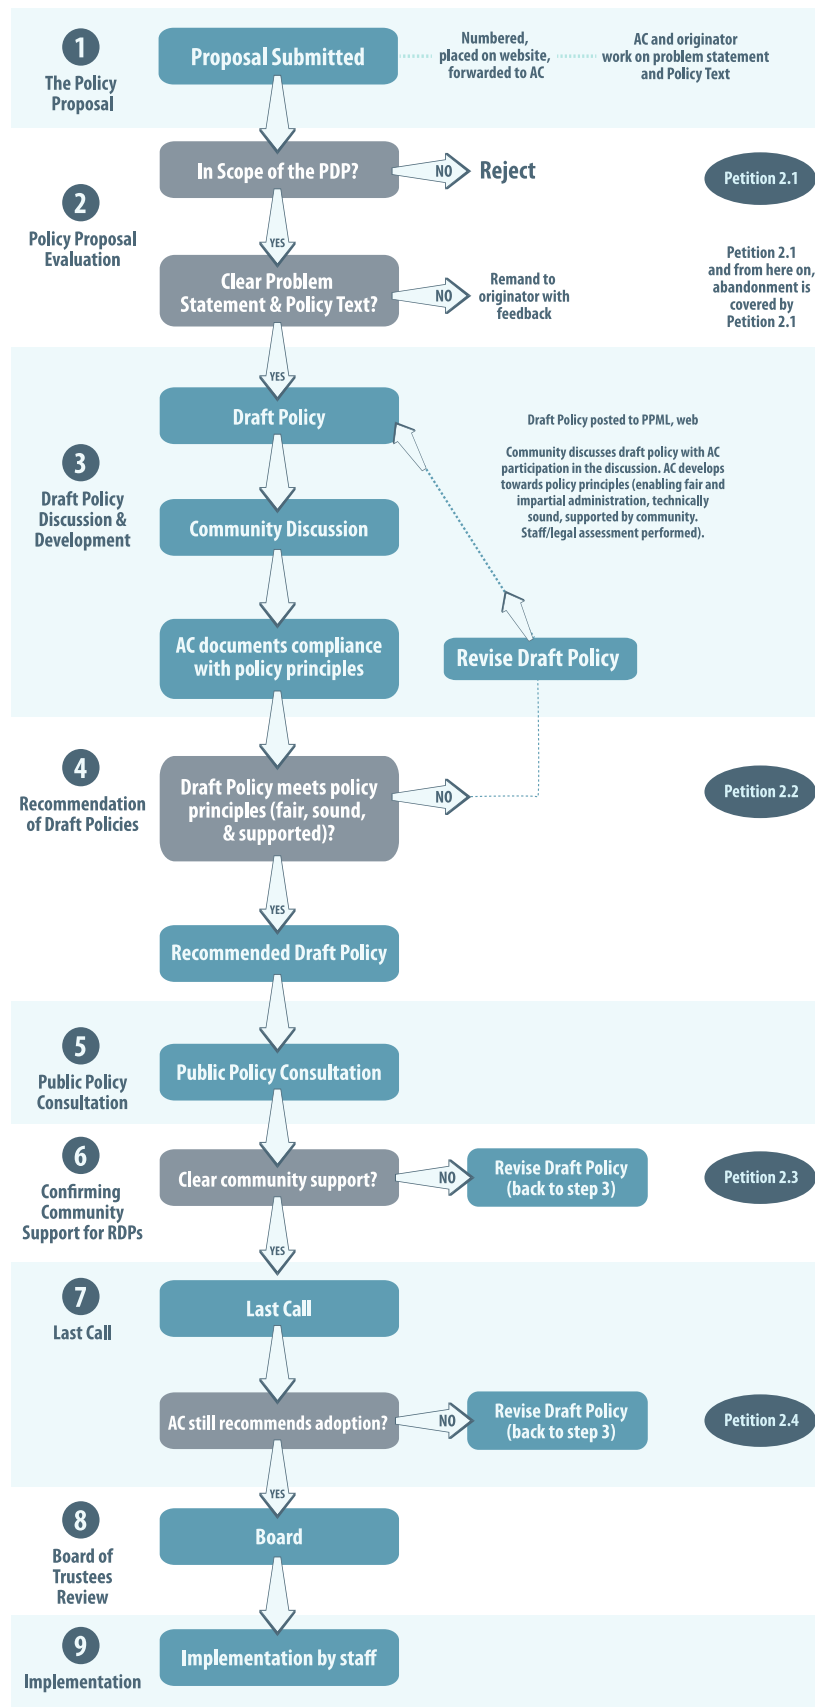 1
The Policy
Proposal
Proposal Submitted
Numbered,
placed on website,
forwarded to AC
AC and originator
work on problem statement
and Policy Text
2
Policy Proposal
Evaluation
In Scope of the PDP?
NO
Reject
Petition 2.1
YES
Clear Problem
Statement & Policy Text?
NO
Remand to
originator with
feedback
Petition 2.1
and from here on,
abandonment is
covered by
Petition 2.1
YES
3
Draft Policy
Discussion &
Development
Draft Policy
Draft Policy posted to PPML, web
Community discusses draft policy with AC
participation in the discussion. AC develops
towards policy principles (enabling fair and
impartial administration, technically
sound, supported by community.
Staff/legal assessment performed).
Community Discussion
AC documents compliance
with policy principles
Revise Draft Policy
4
Recommendation
of Draft Policies
Draft Policy meets policy
principles (fair, sound,
& supported)?
NO
Petition 2.2
YES
Recommended Draft Policy
5
Public Policy
Consultation
Public Policy Consultation
6
Confirming
Community
Support for RDPs
Clear community support?
NO
Revise Draft Policy
(back to step 3)
Petition 2.3
YES
7
Last Call
Last Call
AC still recommends adoption?
NO
Revise Draft Policy
(back to step 3)
Petition 2.4
YES
8
Board of
Trustees
Review
Board
9
Implementation
Implementation by staff